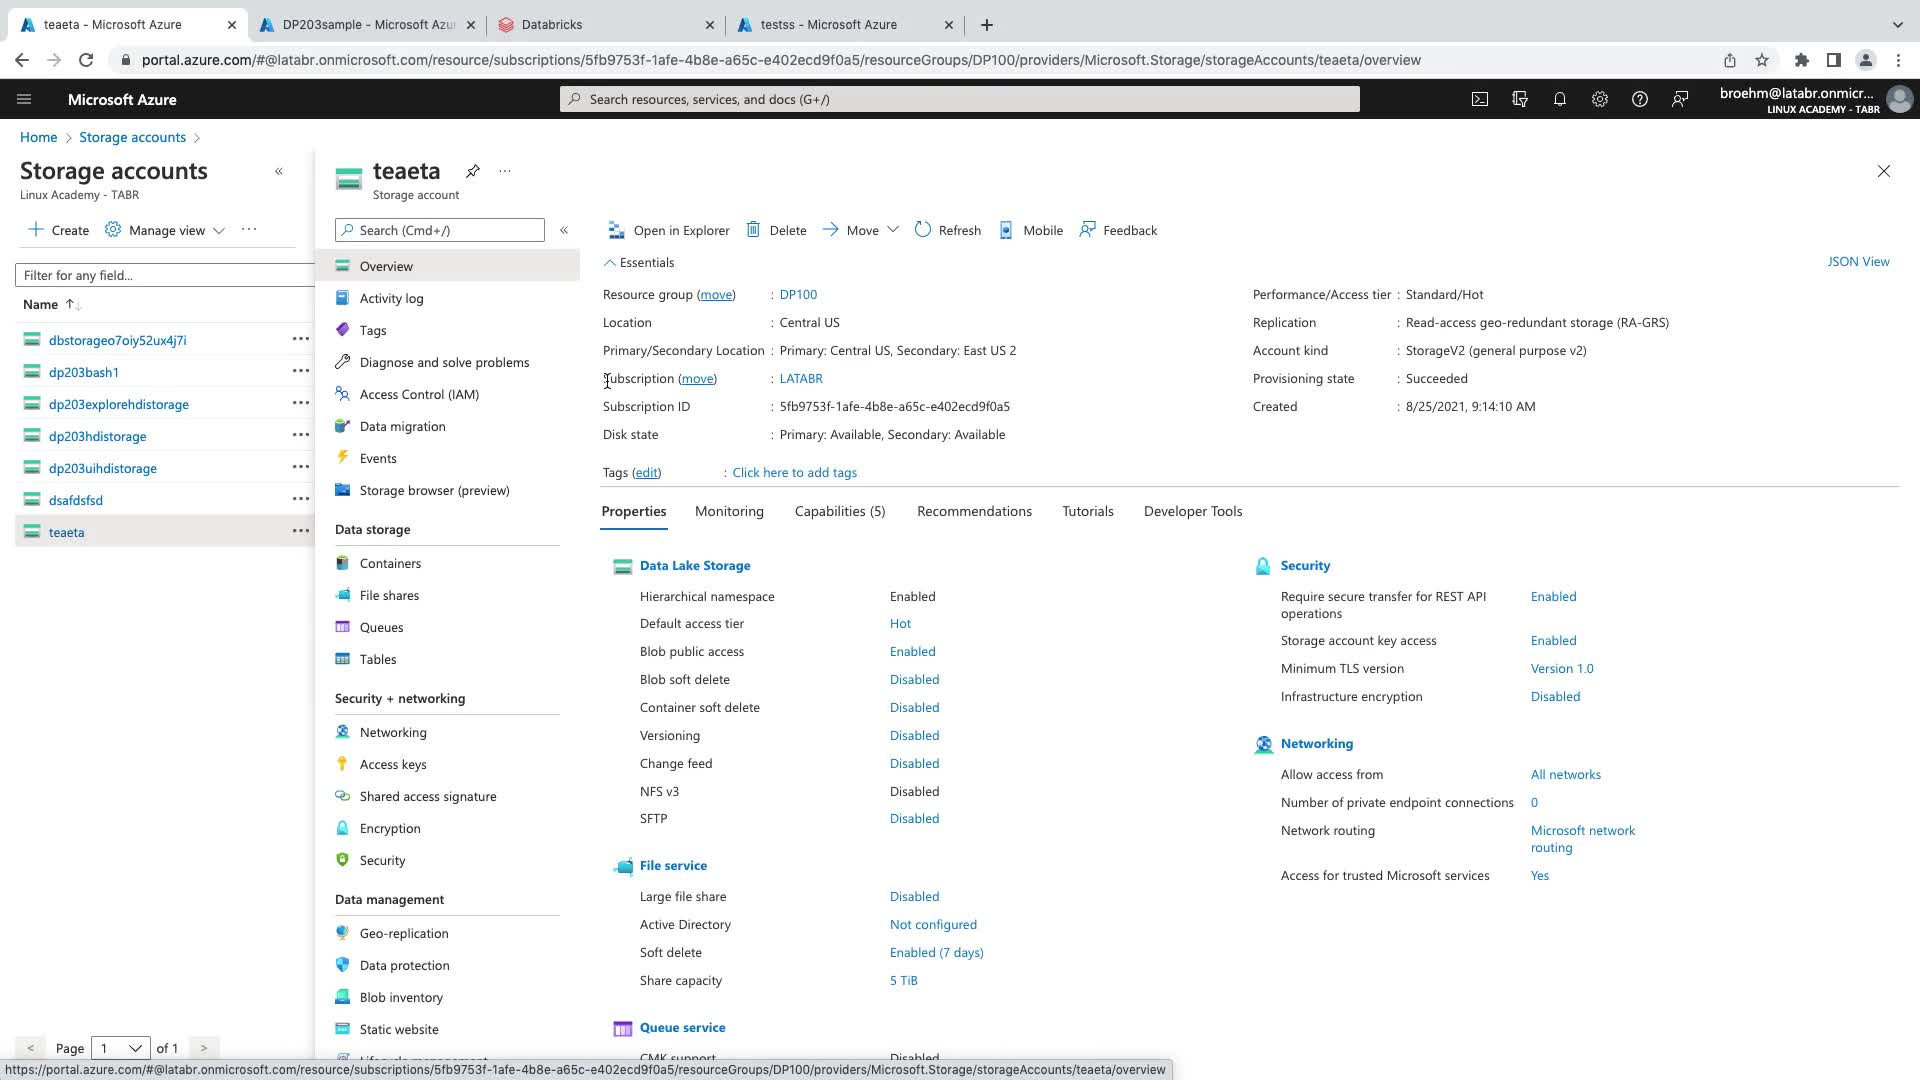 teaeta - Microsoft Azure
DP203sample - Microsoft Azu
Databricks
testss - Microsoft Azure
portal.azure.com/#@latabr.onmicrosoft.com/resource/subscriptions/5fb9753f-1afe-4b8e-a65c-e402ecd9f0a5/resourceGroups/DP100/providers/Microsoft.Storage/storageAccounts/teaeta/overview
Microsoft Azure
Search resources, services, and docs (G+/)
broehm@latabr.onmicr...
LINUX ACADEMY - TABR
Home > Storage accounts >
Storage accounts
Linux Academy - TABR
Create
Manage view
Filter for any field...
Name
dbstorageo7oiy52ux4j7i
dp203bash1
dp203explorehdistorage
dp203hdistorage
dp203uihdistorage
dsafdsfsd
teaeta
Page 1 of 1
teaeta
Storage account
Search (Cmd+/)
Overview
Activity log
Tags
Diagnose and solve problems
Access Control (IAM)
Data migration
Events
Storage browser (preview)
Data storage
Containers
File shares
Queues
Tables
Security + networking
Networking
Access keys
Shared access signature
Encryption
Security
Data management
Geo-replication
Data protection
Blob inventory
Static website
Open in Explorer
Delete
Move
Refresh
Mobile
Feedback
Essentials
JSON View
Resource group (move) : DP100
Location : Central US
Primary/Secondary Location : Primary: Central US, Secondary: East US 2
Subscription (move) : LATABR
Subscription ID : 5fb9753f-1afe-4b8e-a65c-e402ecd9f0a5
Disk state : Primary: Available, Secondary: Available
Performance/Access tier : Standard/Hot
Replication : Read-access geo-redundant storage (RA-GRS)
Account kind : StorageV2 (general purpose v2)
Provisioning state : Succeeded
Created : 8/25/2021, 9:14:10 AM
Tags (edit) : Click here to add tags
Properties
Monitoring
Capabilities (5)
Recommendations
Tutorials
Developer Tools
Data Lake Storage
Hierarchical namespace Enabled
Default access tier Hot
Blob public access Enabled
Blob soft delete Disabled
Container soft delete Disabled
Versioning Disabled
Change feed Disabled
NFS v3 Disabled
SFTP Disabled
File service
Large file share Disabled
Active Directory Not configured
Soft delete Enabled (7 days)
Share capacity 5 TiB
Queue service
CMK support Disabled
Security
Require secure transfer for REST API Enabled
operations
Storage account key access Enabled
Minimum TLS version Version 1.0
Infrastructure encryption Disabled
Networking
Allow access from All networks
Number of private endpoint connections 0
Network routing Microsoft network
routing
Access for trusted Microsoft services Yes
https://portal.azure.com/#@latabr.onmicrosoft.com/resource/subscriptions/5fb9753f-1afe-4b8e-a65c-e402ecd9f0a5/resourceGroups/DP100/providers/Microsoft.Storage/storageAccounts/teaeta/overview